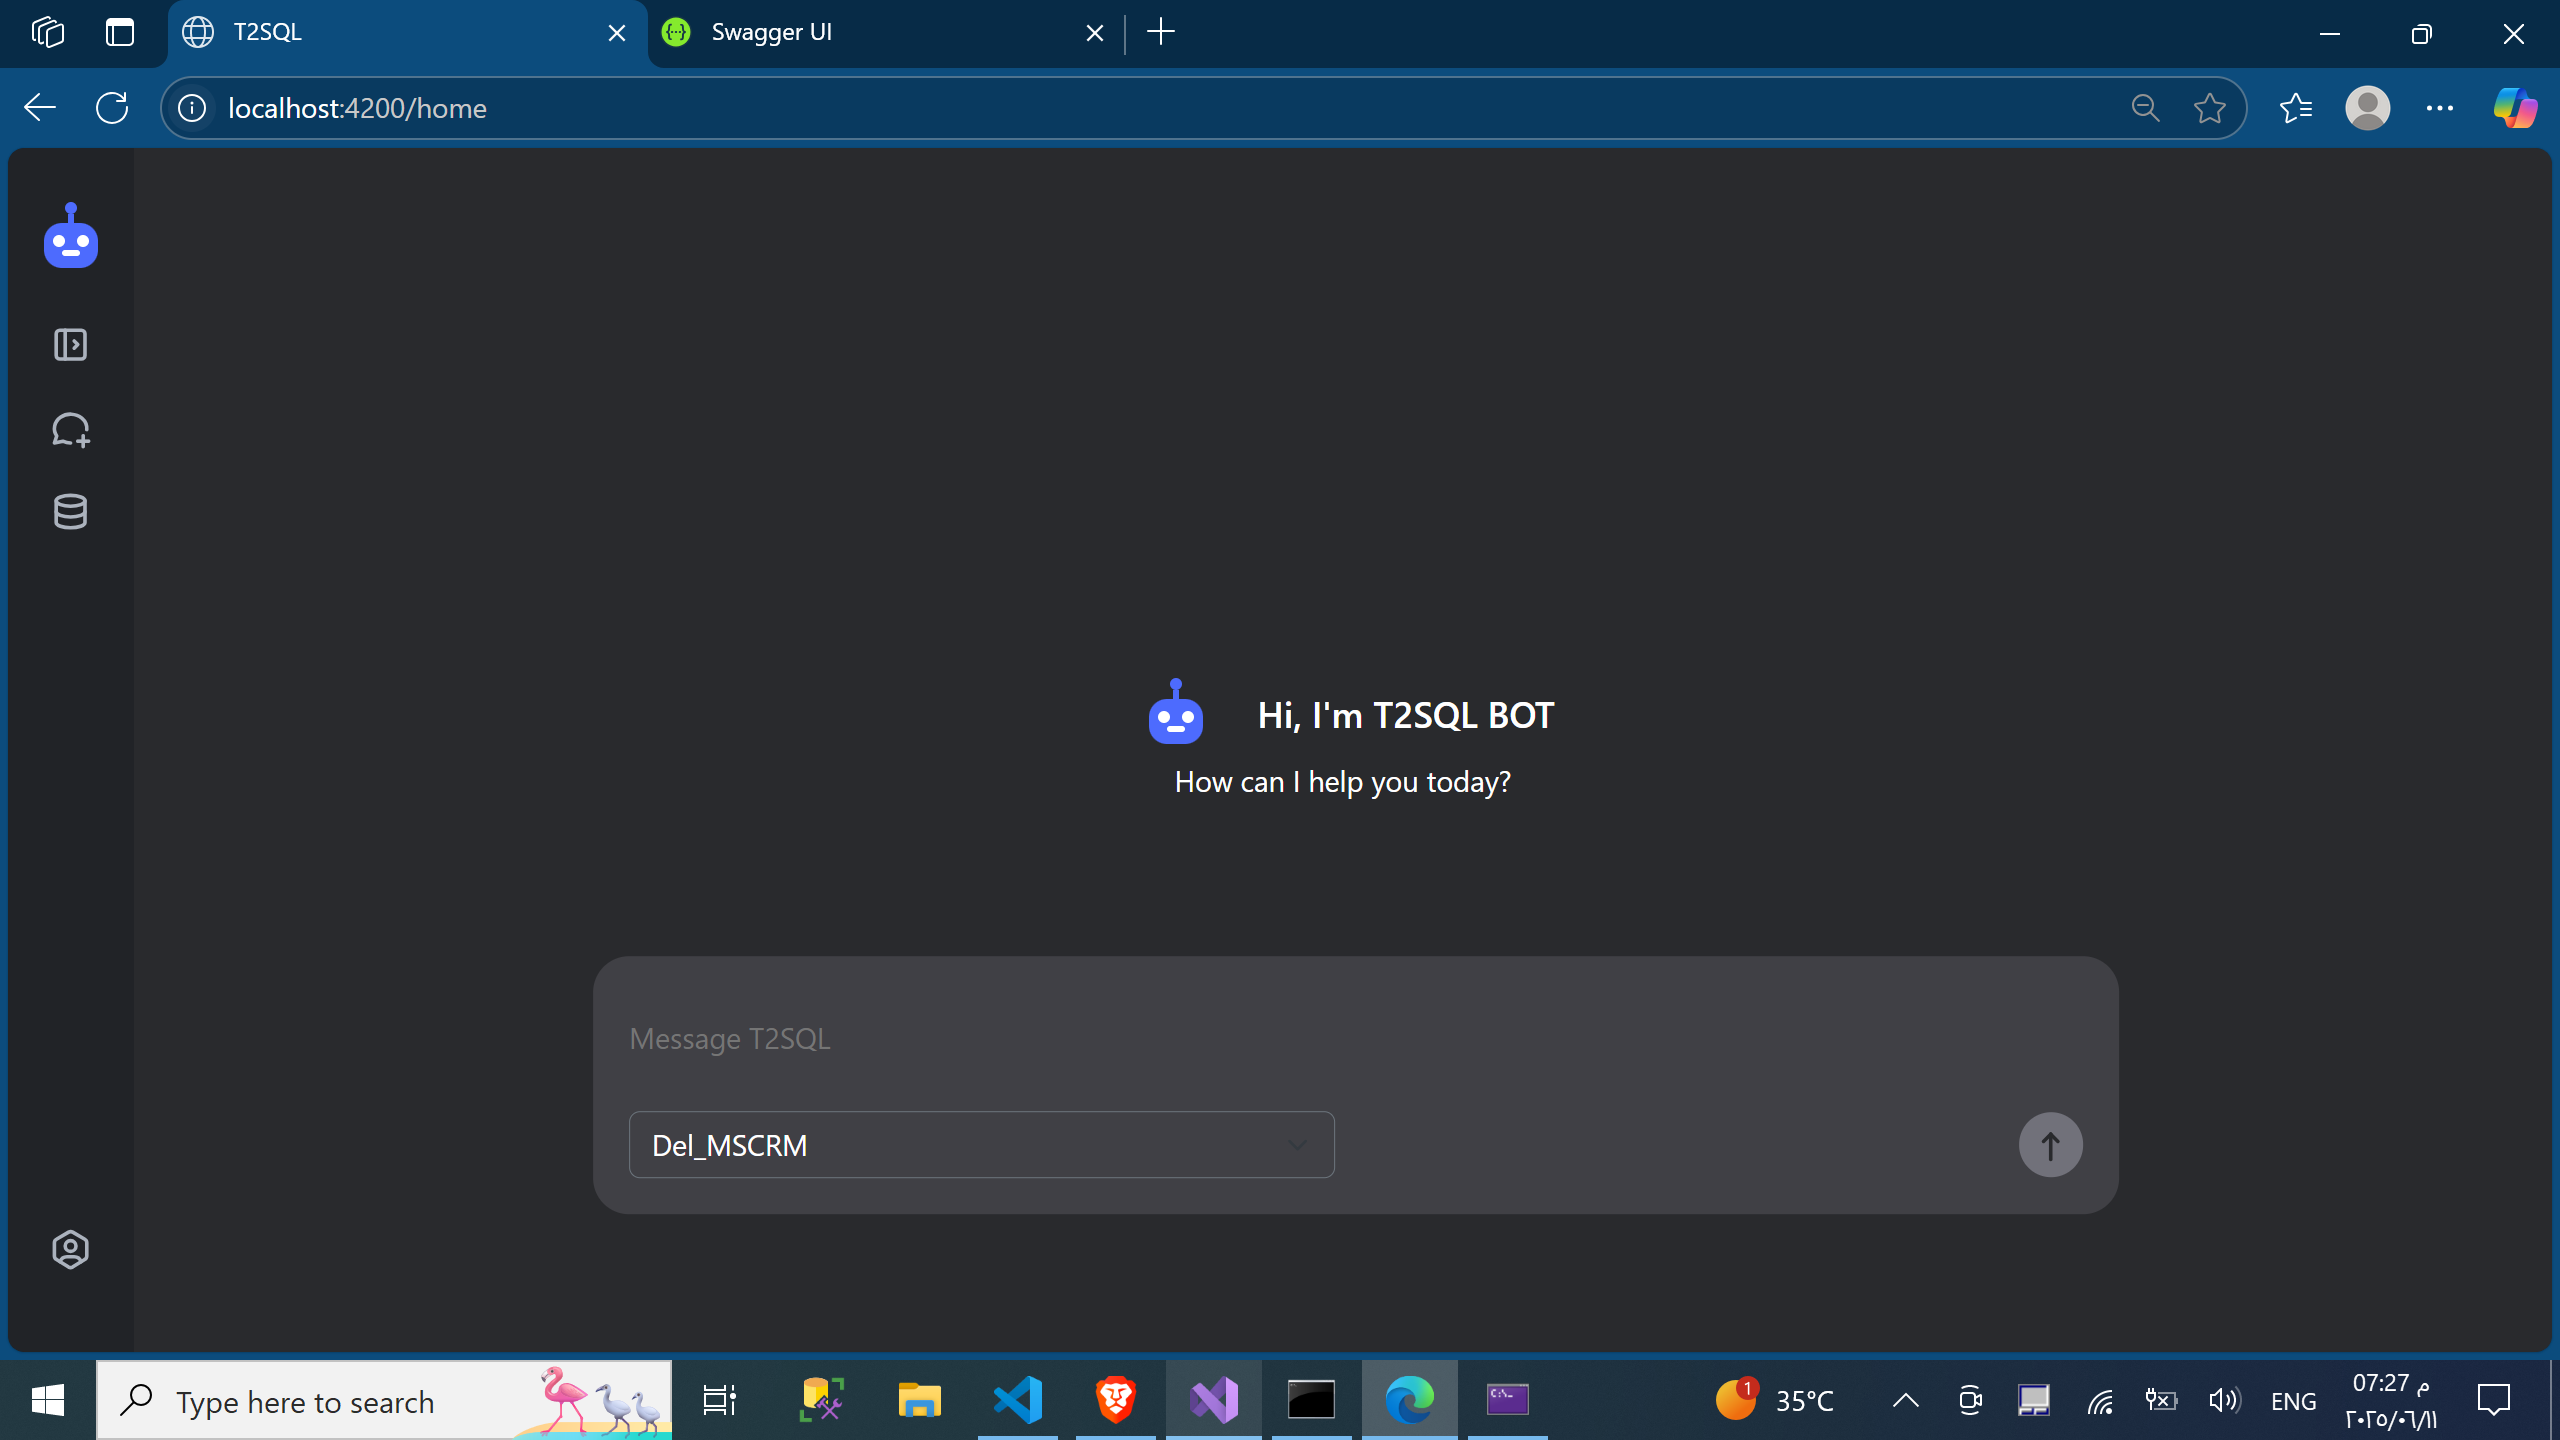 T2SQL
Swagger UI
localhost:4200/home
Hi, I'm T2SQL BOT
How can I help you today?
Message T2SQL
Del_MSCRM
Type here to search
1
35°C
ENG
07:27 م
٢٠٢٥/٠٦/١١